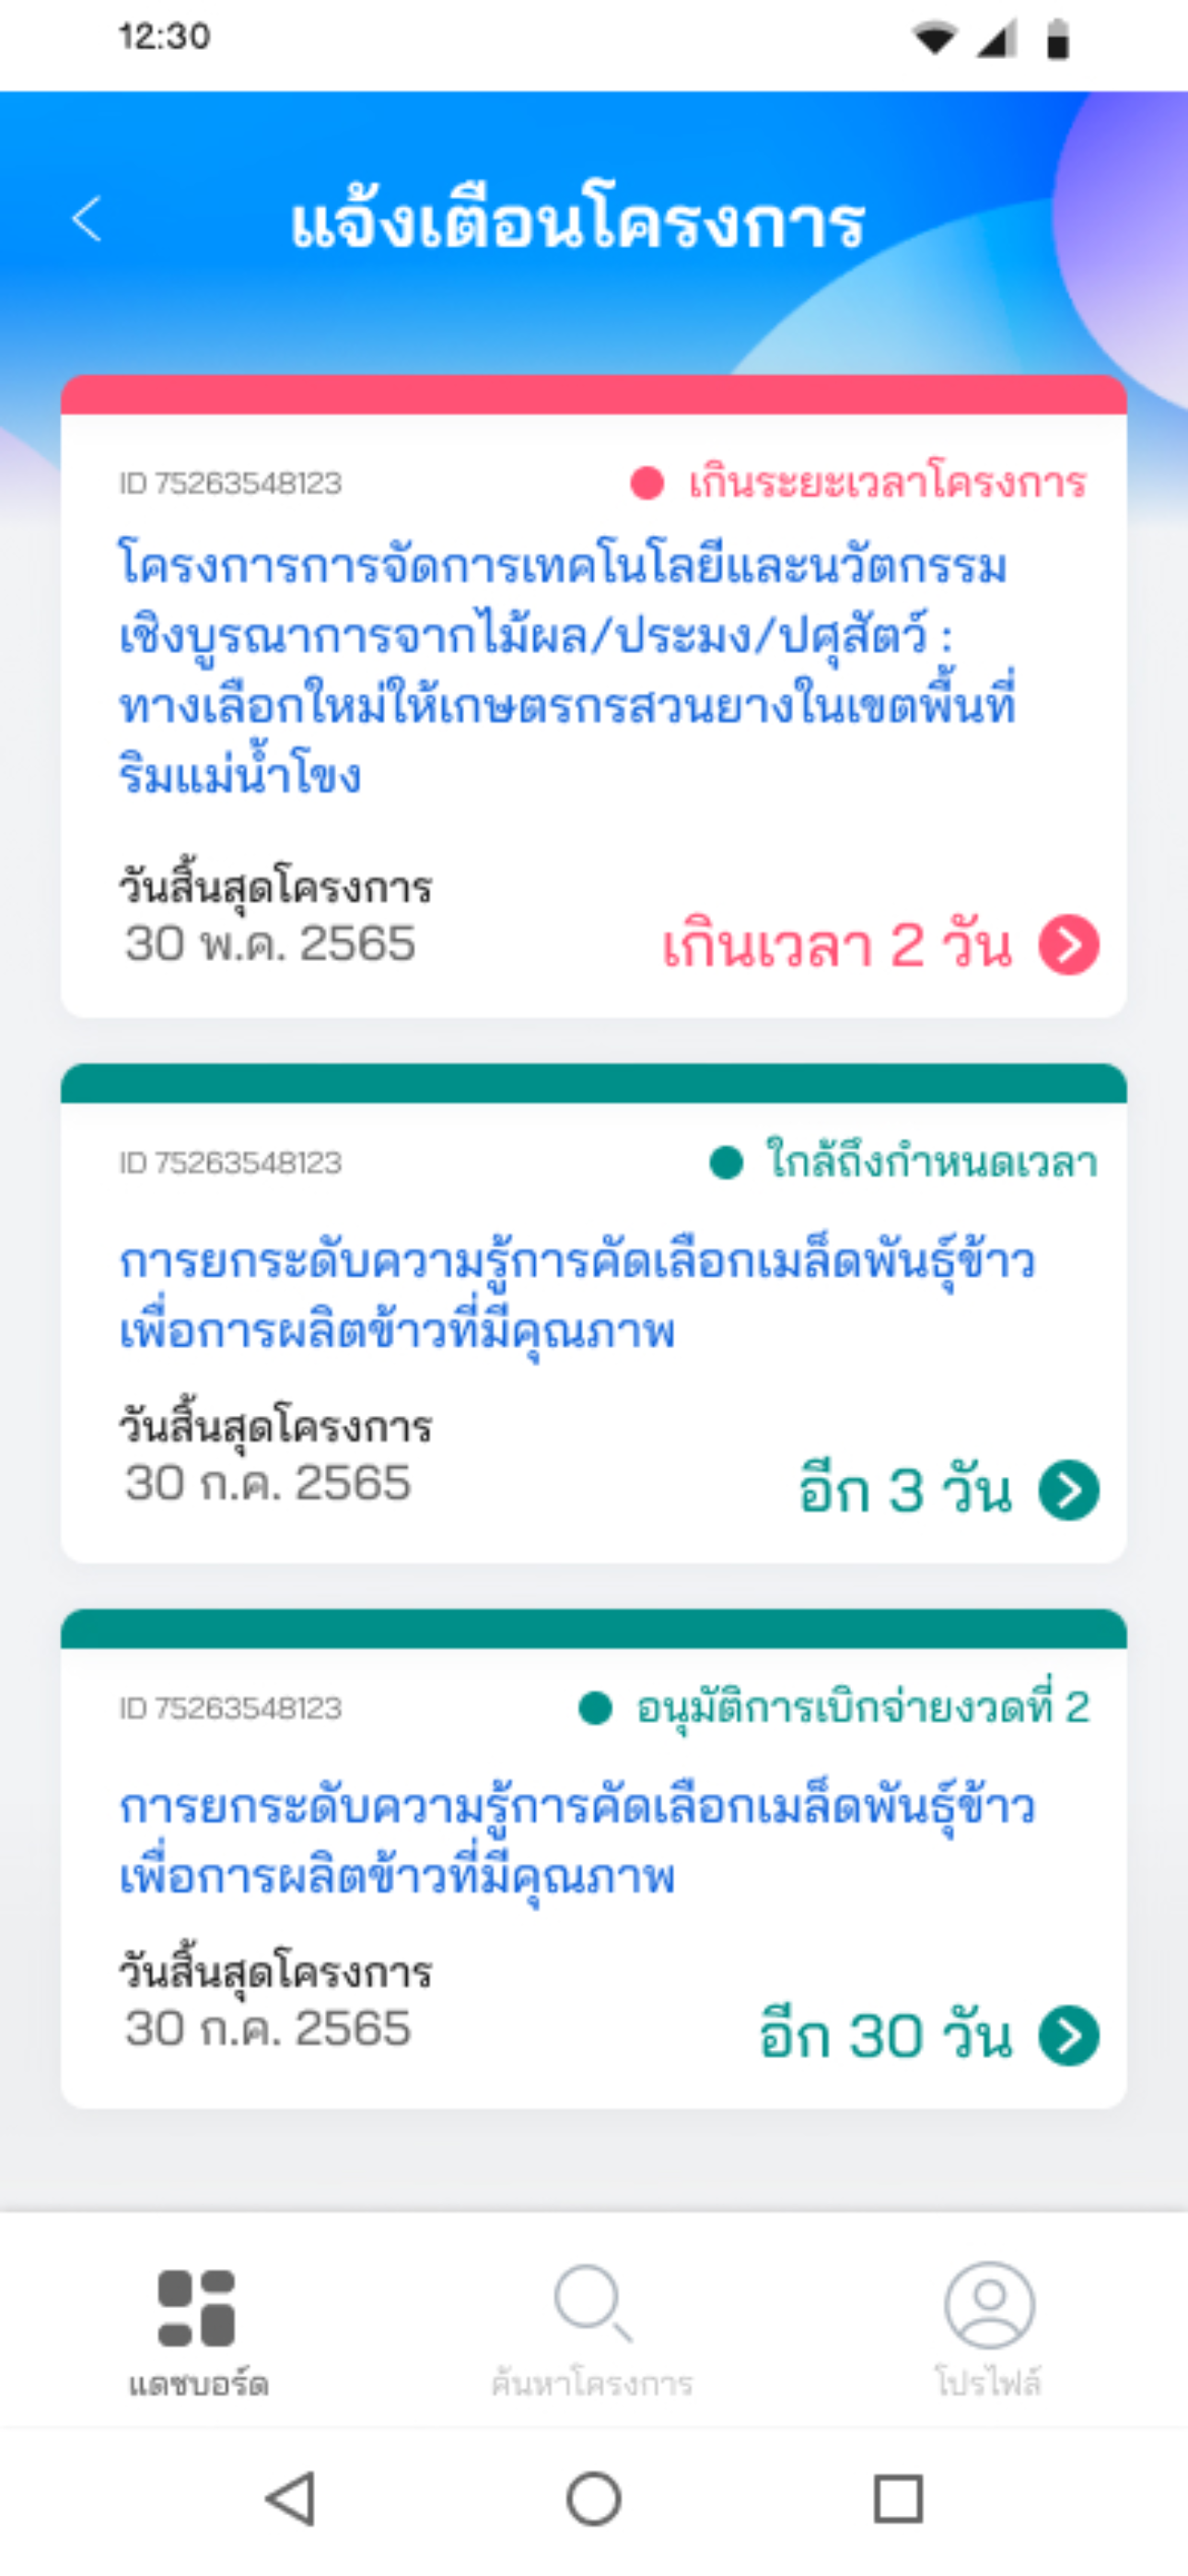 12:30
แจ้งเตือนโครงการ
ID 75263548123
เกินระยะเวลาโครงการ
โครงการการจัดการเทคโนโลยีและนวัตกรรม
เชิงบูรณาการจากไม้ผล/ประมง/ปศุสัตว์ :
ทางเลือกใหม่ให้เกษตรกรสวนยางในเขตพื้นที่
ริมแม่น้ำโขง
วันสิ้นสุดโครงการ
30 พ.ค. 2565
เกินเวลา 2 วัน
ID 75263548123
ใกล้ถึงกำหนดเวลา
การยกระดับความรู้การคัดเลือกเมล็ดพันธุ์ข้าว
เพื่อการผลิตข้าวที่มีคุณภาพ
วันสิ้นสุดโครงการ
30 ก.ค. 2565
อีก 3 วัน
ID 75263548123
อนุมัติการเบิกจ่ายงวดที่ 2
การยกระดับความรู้การคัดเลือกเมล็ดพันธุ์ข้าว
เพื่อการผลิตข้าวที่มีคุณภาพ
วันสิ้นสุดโครงการ
30 ก.ค. 2565
อีก 30 วัน
แดชบอร์ด
ค้นหาโครงการ
โปรไฟล์